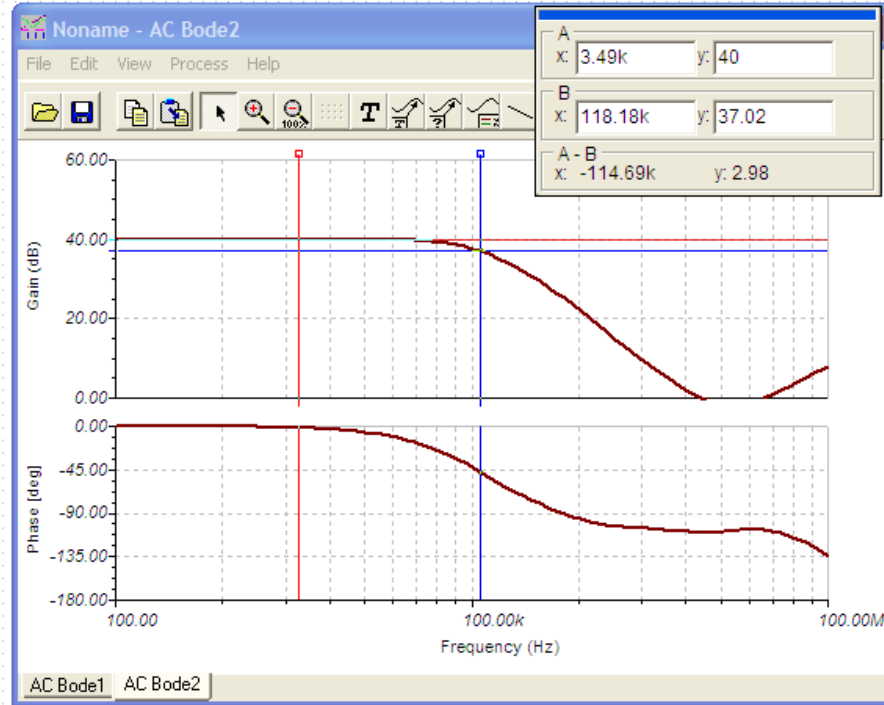 Noname - AC Bode2
File Edit View Process Help
100%
T
T
?
A
x: 3.49k y: 40
B
x: 118.18k y: 37.02
A - B
x: -114.69k y: 2.98
60.00
40.00
20.00
0.00
Gain (dB)
0.00
-45.00
-90.00
-135.00
-180.00
Phase [deg]
100.00 100.00k 100.00M
Frequency (Hz)
AC Bode1 AC Bode2